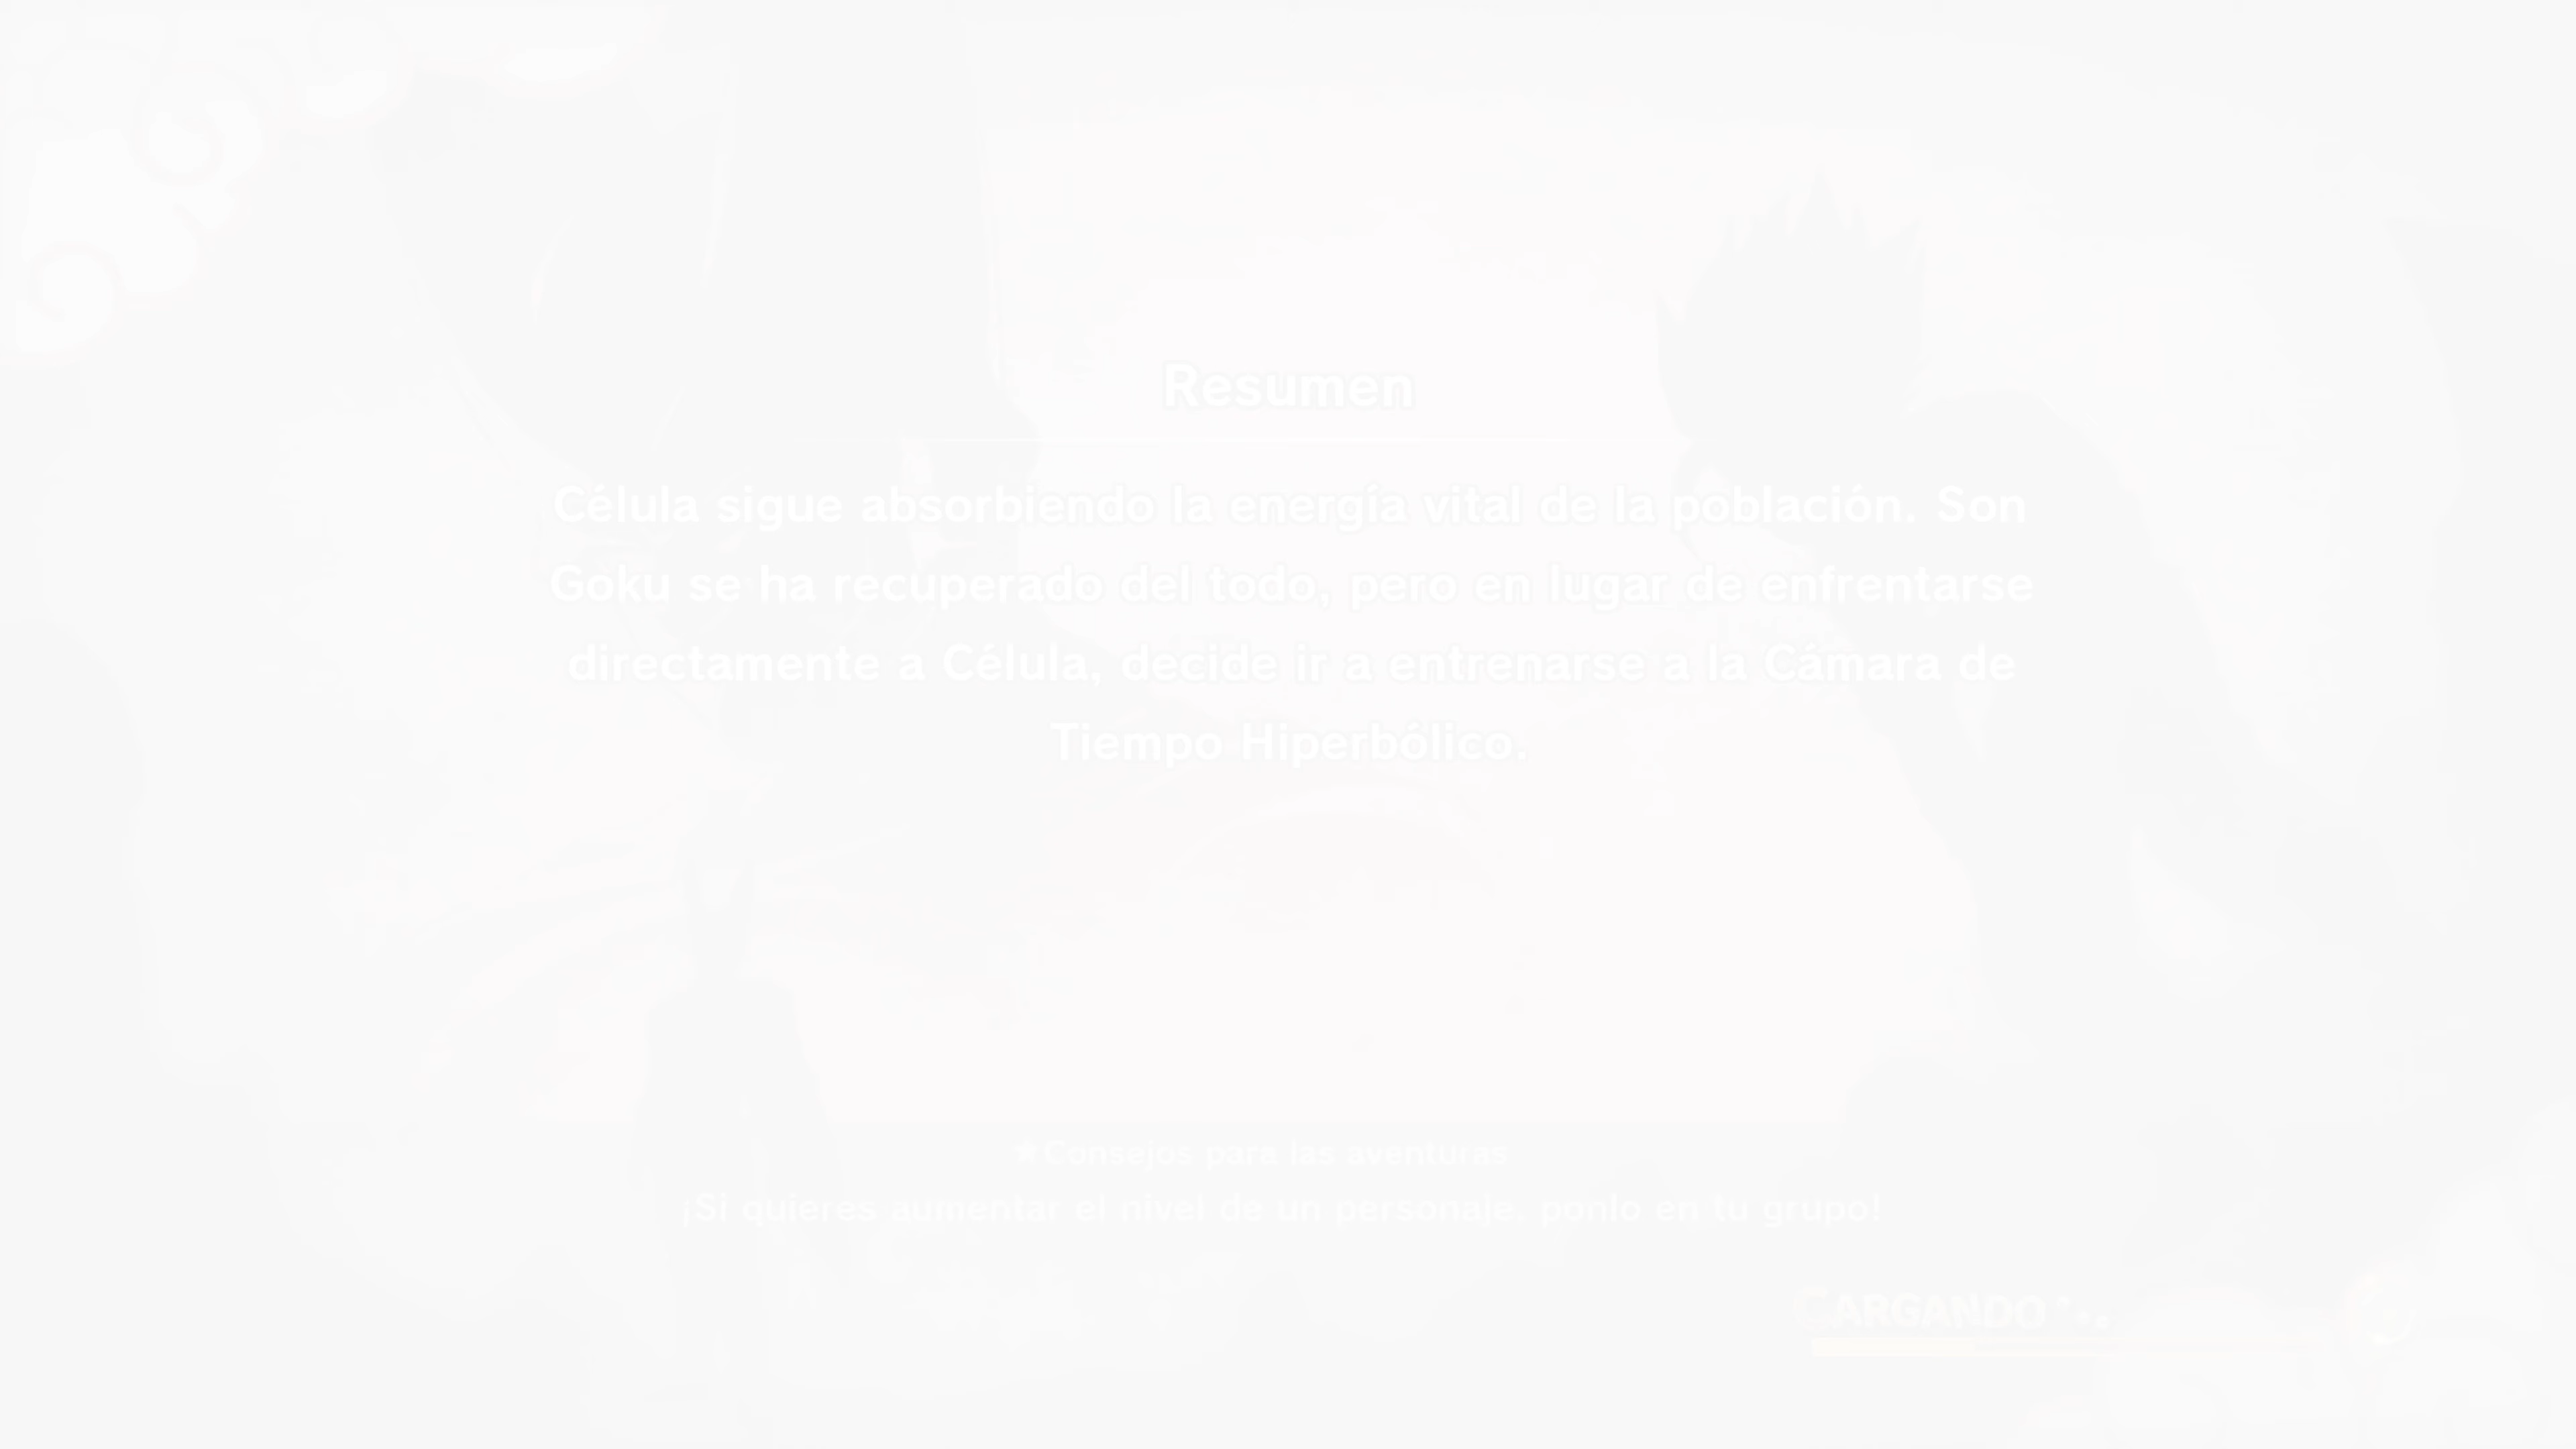 Resumen
Célula sigue absorbiendo la energía vital de la población. Son
Goku se ha recuperado del todo, pero en lugar de enfrentarse
directamente a Célula, decide ir a entrenarse a la Cámara de
Tiempo Hiperbólico.
★Consejos para las aventuras
¡Si quieres aumentar el nivel de un personaje, ponlo en tu grupo!
CARGANDO...